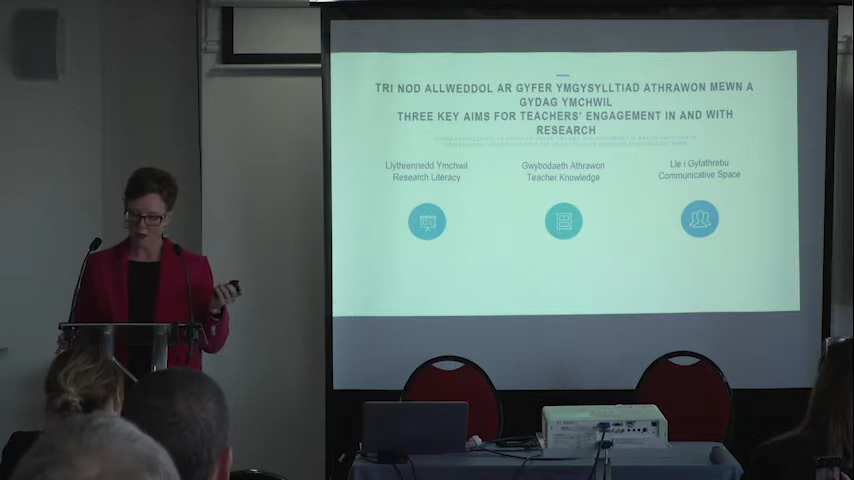 TRI NOD ALLWEDDOL AR GYFER YMGYSYLLTIAD ATHRAWON MEWN A
GYDAG YMCHWIL
THREE KEY AIMS FOR TEACHERS' ENGAGEMENT IN AND WITH
RESEARCH
Llythrennedd Ymchwil
Research Literacy
Gwybodaeth Athrawon
Teacher Knowledge
Lle i Gyfathrebu
Communicative Space